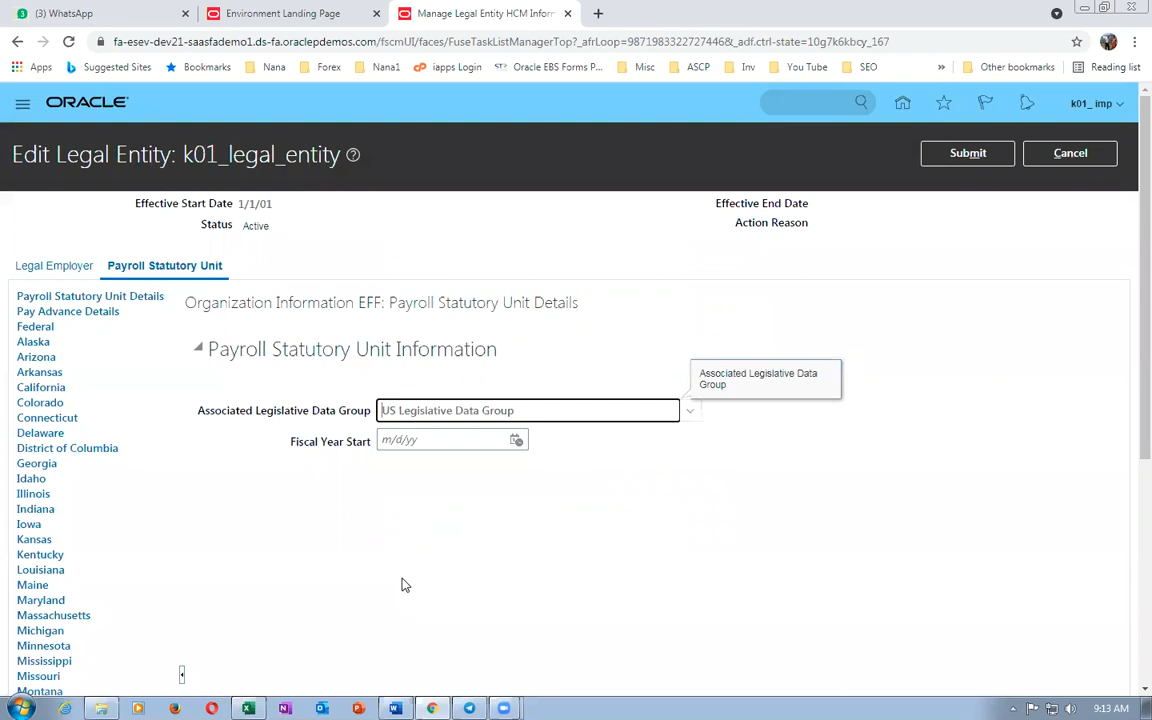 3 WhatsApp
Environment Landing Page
Manage Legal Entity HCM Inform
fa-esev-dev21-saasfademo1.ds-fa.oraclepdemos.com/fscmUI/faces/FuseTaskListManagerTop?_afrLoop=9871983322727446&_adf.ctrl-state=10g7k6kbcy_167
Apps Suggested Sites Bookmarks Nana Forex Nana1 iapps Login Oracle EBS Forms P... Misc ASCP Inv You Tube SEO » Other bookmarks Reading list
ORACLE
k01_ imp
Edit Legal Entity: k01_legal_entity
Submit
Cancel
Effective Start Date 1/1/01
Effective End Date
Status Active
Action Reason
Legal Employer
Payroll Statutory Unit
Payroll Statutory Unit Details
Pay Advance Details
Federal
Alaska
Arizona
Arkansas
California
Colorado
Connecticut
Delaware
District of Columbia
Georgia
Idaho
Illinois
Indiana
Iowa
Kansas
Kentucky
Louisiana
Maine
Maryland
Massachusetts
Michigan
Minnesota
Mississippi
Missouri
Montana
Organization Information EFF: Payroll Statutory Unit Details
Payroll Statutory Unit Information
Associated Legislative Data
Group
Associated Legislative Data Group US Legislative Data Group
Fiscal Year Start m/d/yy
9:13 AM